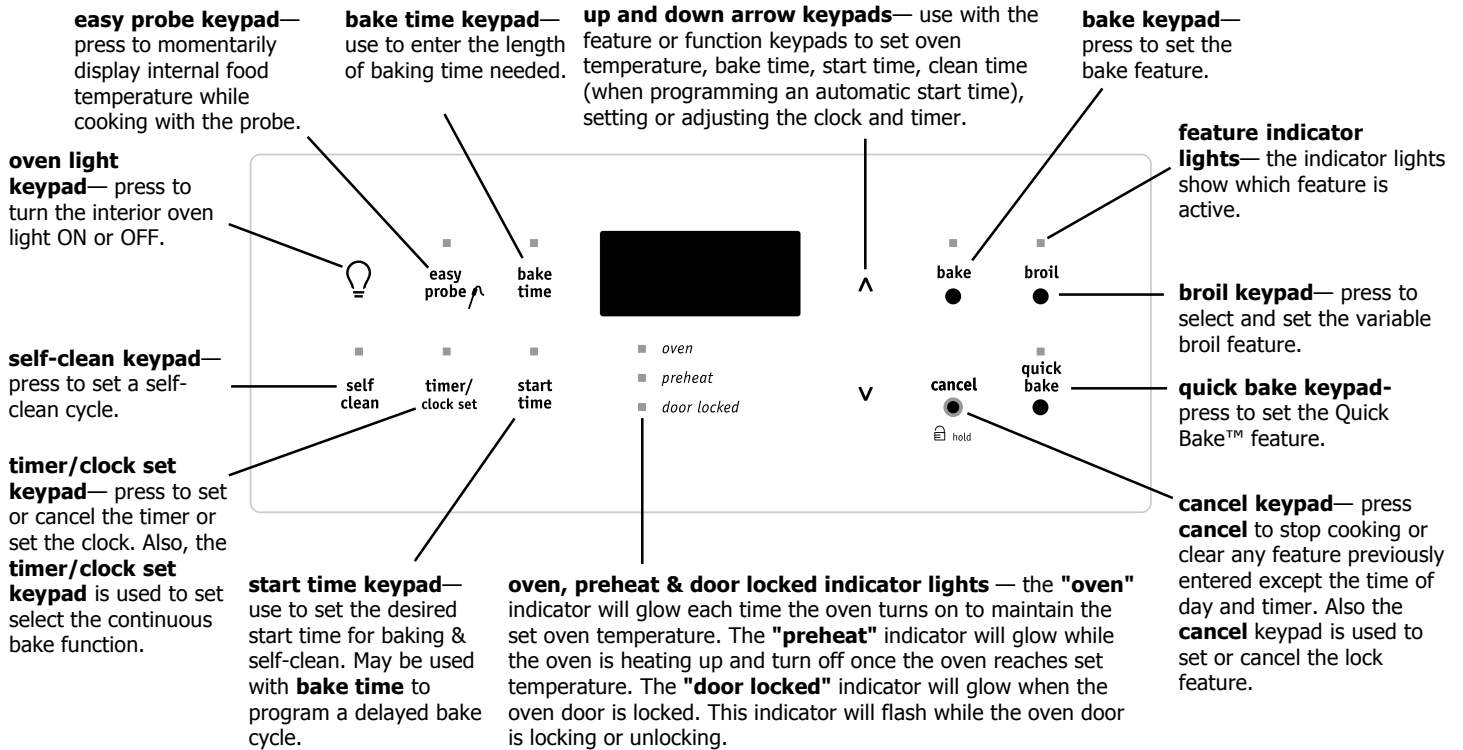 easy probe keypad—
press to momentarily
display internal food
temperature while
cooking with the probe.
bake time keypad—
use to enter the length
of baking time needed.
up and down arrow keypads— use with the
feature or function keypads to set oven
temperature, bake time, start time, clean time
(when programming an automatic start time),
setting or adjusting the clock and timer.
bake keypad—
press to set the
bake feature.
feature indicator
lights— the indicator lights
show which feature is
active.
oven light
keypad— press to
turn the interior oven
light ON or OFF.
easy
probe
bake
time
bake
broil
broil keypad— press to
select and set the variable
broil feature.
self-clean keypad—
press to set a self-
clean cycle.
self
clean
timer/
clock set
start
time
oven
preheat
door locked
cancel
hold
quick
bake
quick bake keypad-
press to set the Quick
Bake™ feature.
timer/clock set
keypad— press to set
or cancel the timer or
set the clock. Also, the
timer/clock set
keypad is used to set
select the continuous
bake function.
start time keypad—
use to set the desired
start time for baking &
self-clean. May be used
with bake time to
program a delayed bake
cycle.
oven, preheat & door locked indicator lights — the "oven"
indicator will glow each time the oven turns on to maintain the
set oven temperature. The "preheat" indicator will glow while
the oven is heating up and turn off once the oven reaches set
temperature. The "door locked" indicator will glow when the
oven door is locked. This indicator will flash while the oven door
is locking or unlocking.
cancel keypad— press
cancel to stop cooking or
clear any feature previously
entered except the time of
day and timer. Also the
cancel keypad is used to
set or cancel the lock
feature.